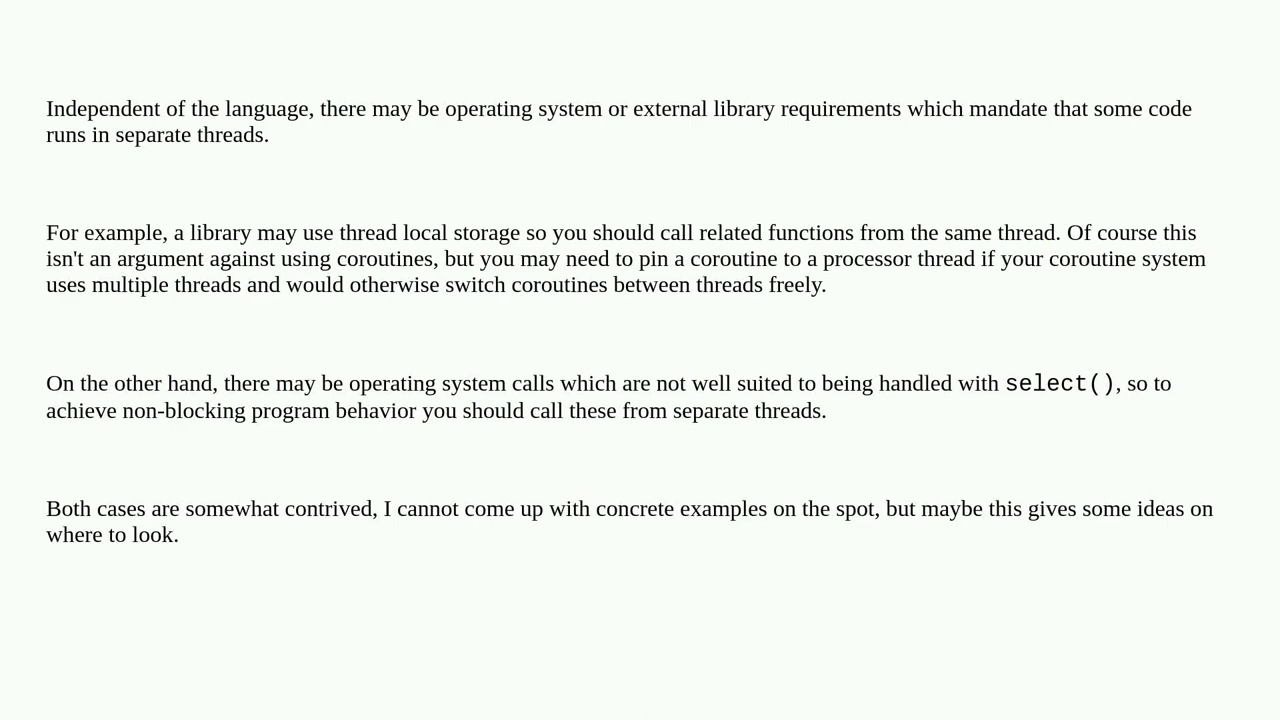 Independent of the language, there may be operating system or external library requirements which mandate that some code
runs in separate threads.
For example, a library may use thread local storage so you should call related functions from the same thread. Of course this
isn't an argument against using coroutines, but you may need to pin a coroutine to a processor thread if your coroutine system
uses multiple threads and would otherwise switch coroutines between threads freely.
On the other hand, there may be operating system calls which are not well suited to being handled with select(), so to
achieve non-blocking program behavior you should call these from separate threads.
Both cases are somewhat contrived, I cannot come up with concrete examples on the spot, but maybe this gives some ideas on
where to look.